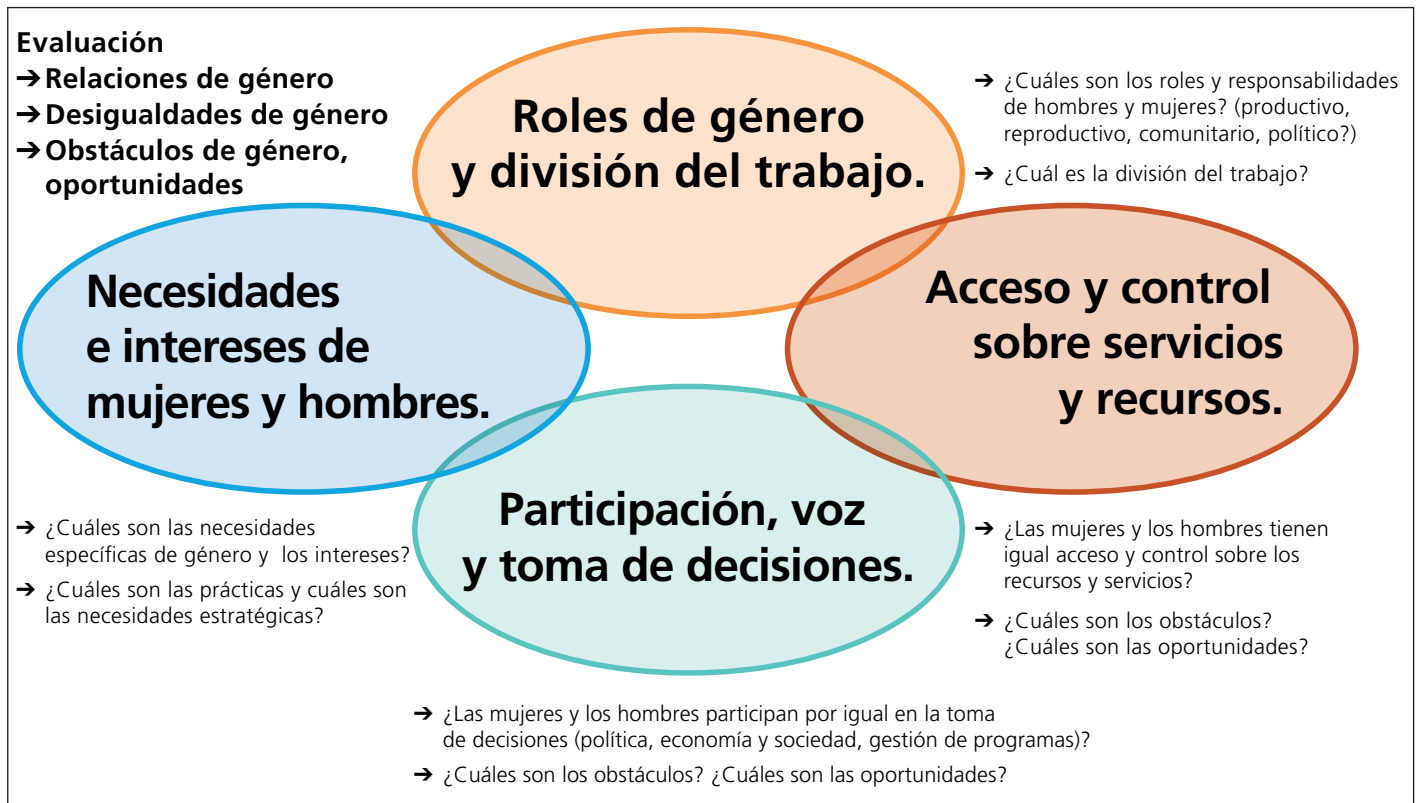 Evaluación
➔ Relaciones de género
➔ Desigualdades de género
➔ Obstáculos de género,
oportunidades
Roles de género
y división del trabajo.
➔ ¿Cuáles son los roles y responsabilidades
de hombres y mujeres? (productivo,
reproductivo, comunitario, político?)
➔ ¿Cuál es la división del trabajo?
Necesidades
e intereses de
mujeres y hombres.
Acceso y control
sobre servicios
y recursos.
Participación, voz
y toma de decisiones.
➔ ¿Cuáles son las necesidades
específicas de género y los intereses?
➔ ¿Cuáles son las prácticas y cuáles son
las necesidades estratégicas?
➔ ¿Las mujeres y los hombres tienen
igual acceso y control sobre los
recursos y servicios?
➔ ¿Cuáles son los obstáculos?
¿Cuáles son las oportunidades?
➔ ¿Las mujeres y los hombres participan por igual en la toma
de decisiones (política, economía y sociedad, gestión de programas)?
➔ ¿Cuáles son los obstáculos? ¿Cuáles son las oportunidades?